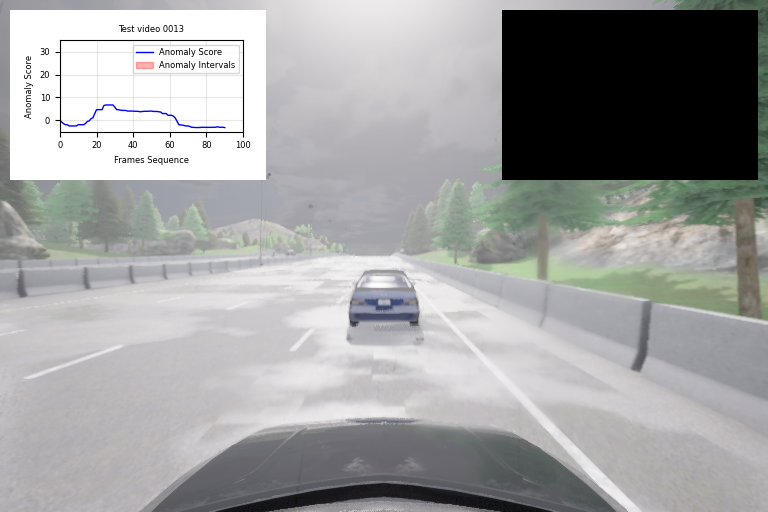 Test video 0013
Anomaly Score
Anomaly Intervals
Anomaly Score
30
20
10
0
0 20 40 60 80 100
Frames Sequence